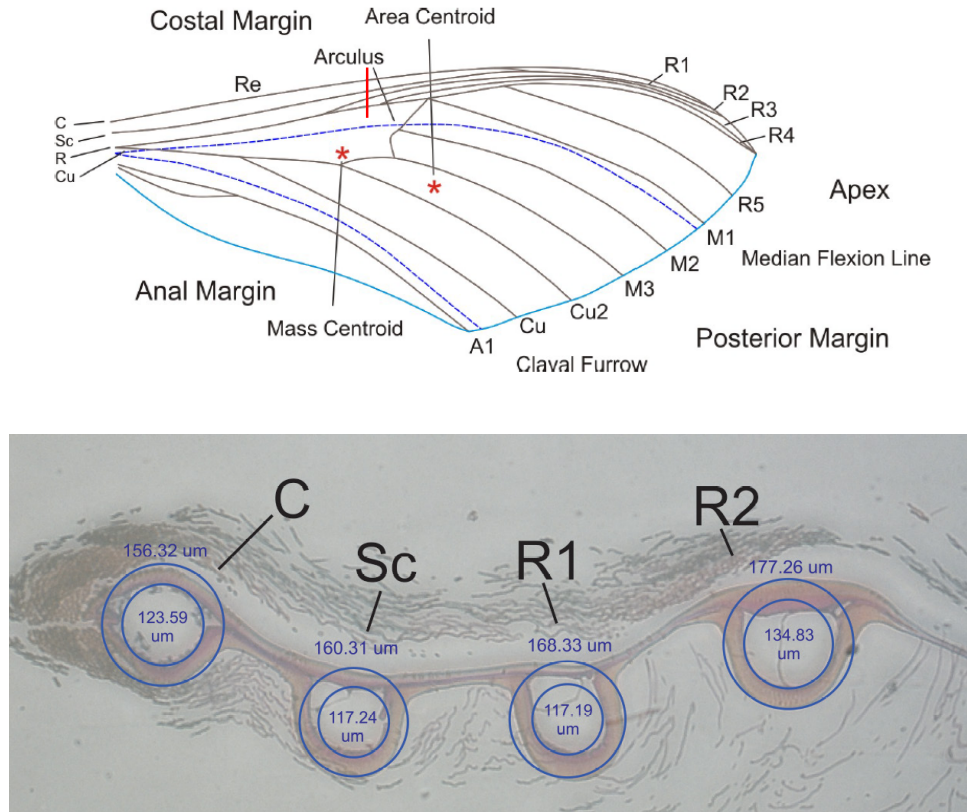 Costal Margin
Area Centroid
Arculus
Re
R1
R2
R3
R4
C
Sc
R
Cu
Apex
R5
M1
Median Flexion Line
M2
M3
Cu2
Cu
A1
Anal Margin
Mass Centroid
Claval Furrow
Posterior Margin
C
Sc
R1
R2
156.32 um
123.59
um
160.31 um
117.24
um
168.33 um
117.19
um
177.26 um
134.83
um